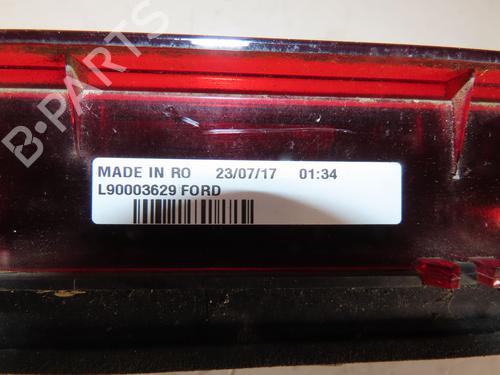 B-PARTS
MADE IN RO 23/07/17 01:34
L90003629 FORD